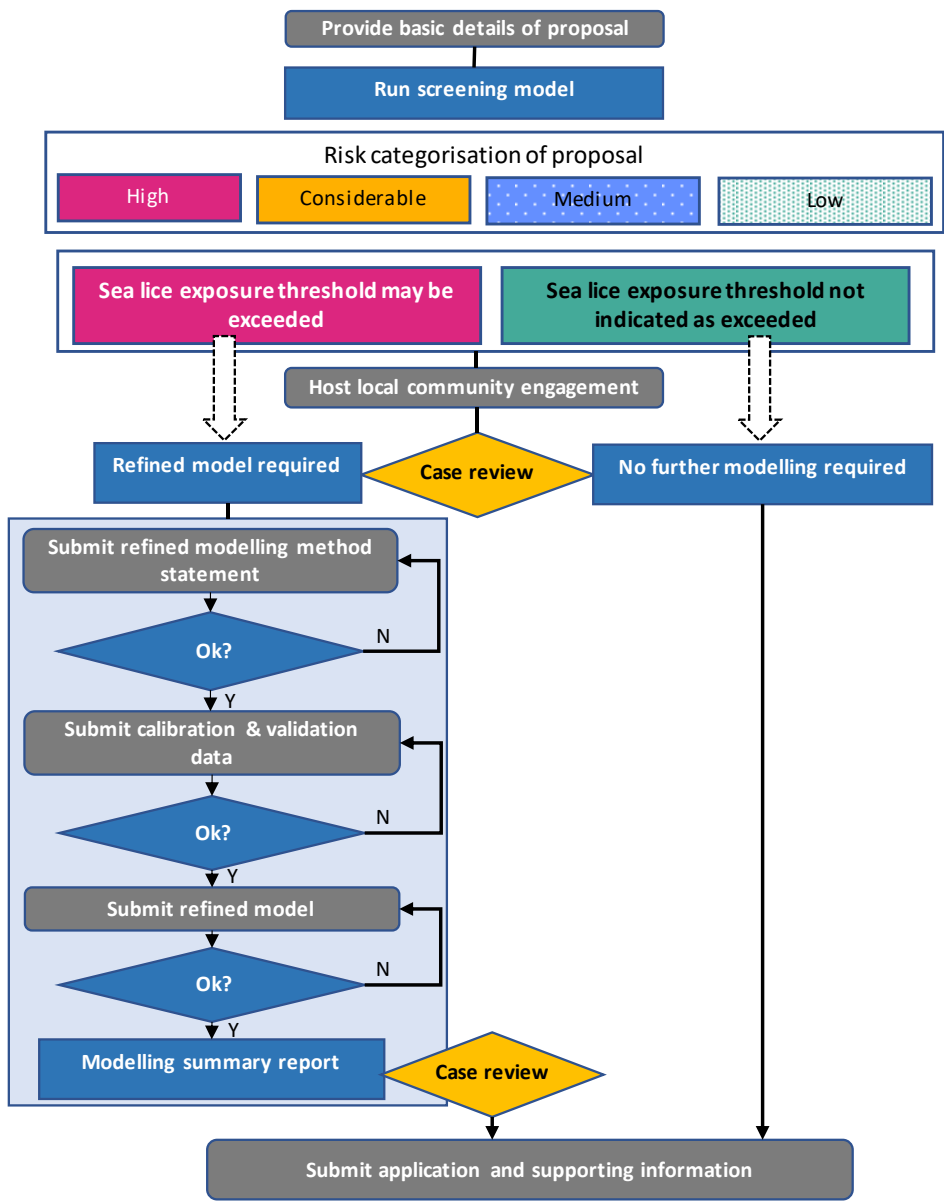 Provide basic details of proposal
Run screening model
Risk categorisation of proposal
High
Considerable
Medium
Low
Sea lice exposure threshold may be
exceeded
Sea lice exposure threshold not
indicated as exceeded
Host local community engagement
Refined model required
Case review
No further modelling required
Submit refined modelling method
statement
Ok?
N
Y
Submit calibration & validation
data
Ok?
N
Y
Submit refined model
Ok?
N
Y
Modelling summary report
Case review
Submit application and supporting information